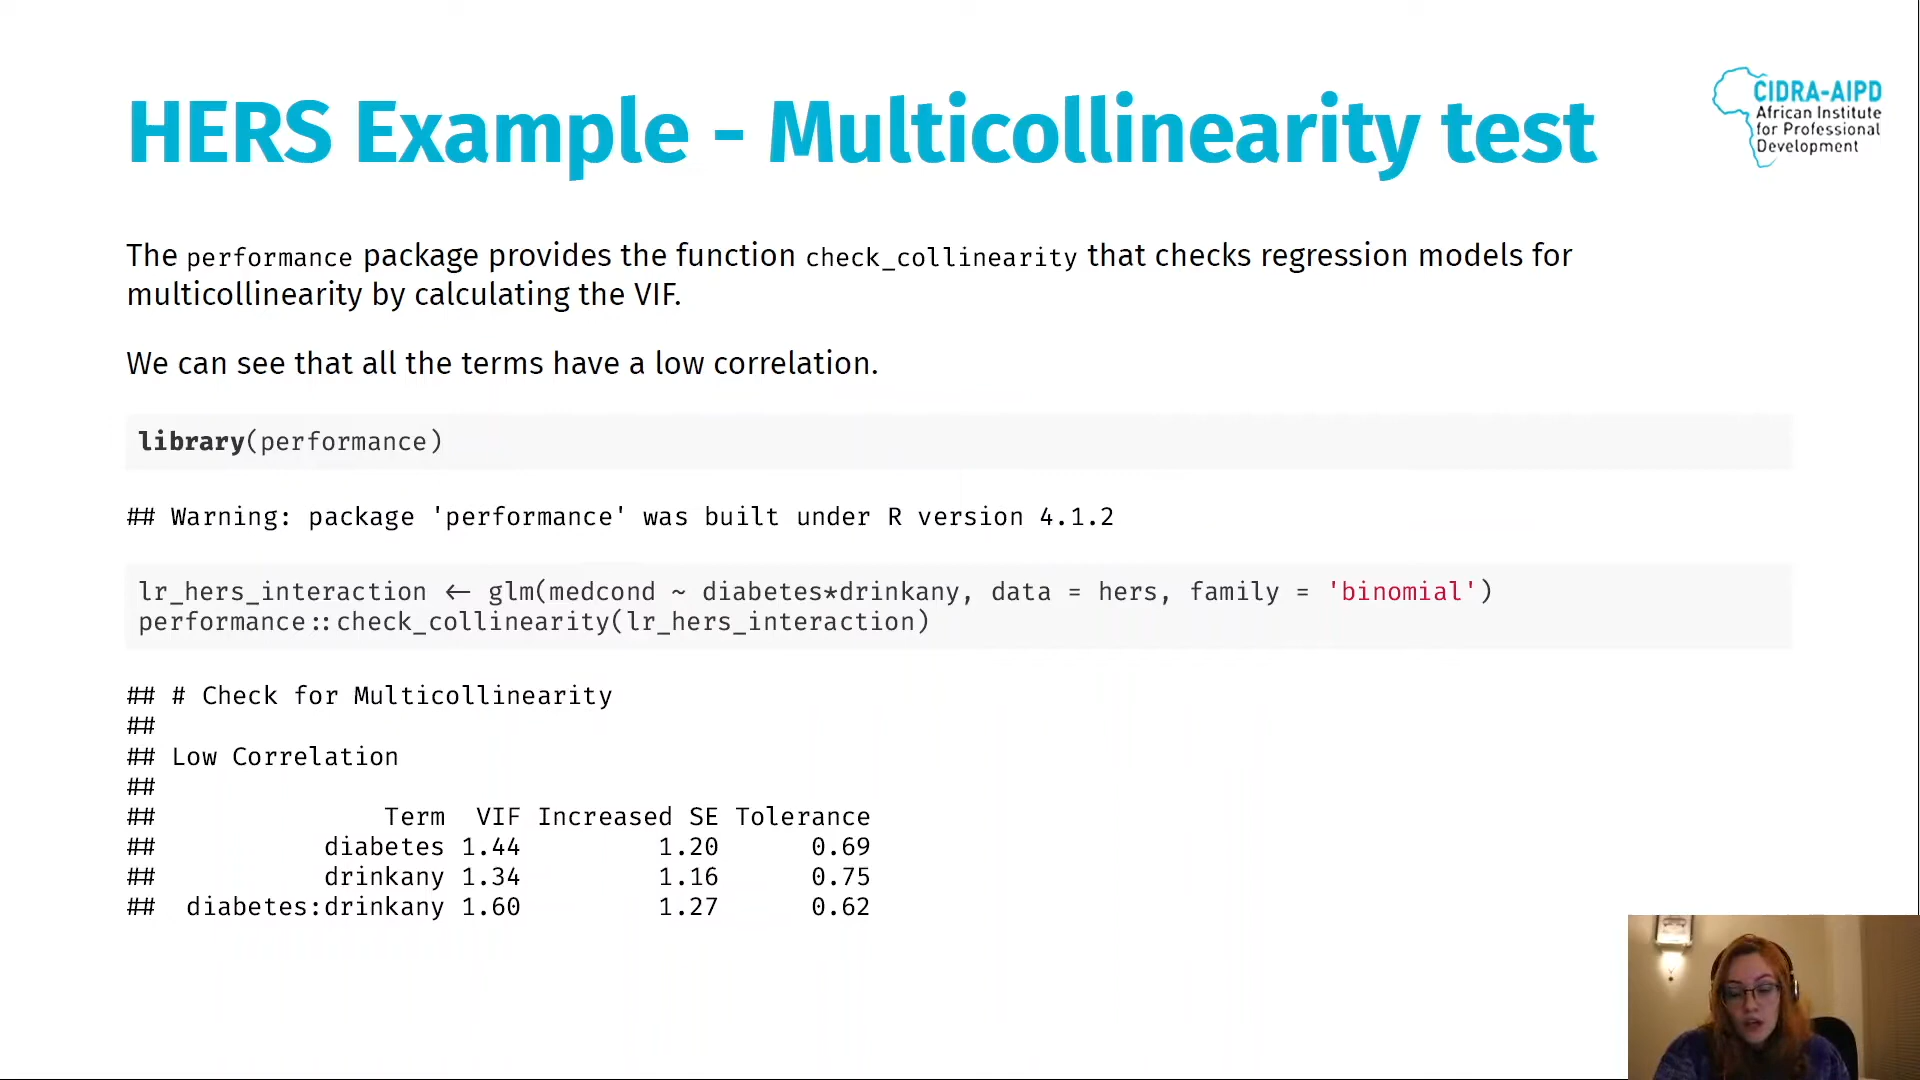 HERS Example - Multicollinearity test
CIDRA-AIPD
African Institute
for Professional
Development
The performance package provides the function check_collinearity that checks regression models for
multicollinearity by calculating the VIF.
We can see that all the terms have a low correlation.
library(performance)
## Warning: package 'performance' was built under R version 4.1.2
lr_hers_interaction <- glm(medcond ~ diabetes*drinkany, data = hers, family = 'binomial')
performance::check_collinearity(lr_hers_interaction)
## # Check for Multicollinearity
##
## Low Correlation
##
## Term VIF Increased SE Tolerance
## diabetes 1.44 1.20 0.69
## drinkany 1.34 1.16 0.75
## diabetes:drinkany 1.60 1.27 0.62